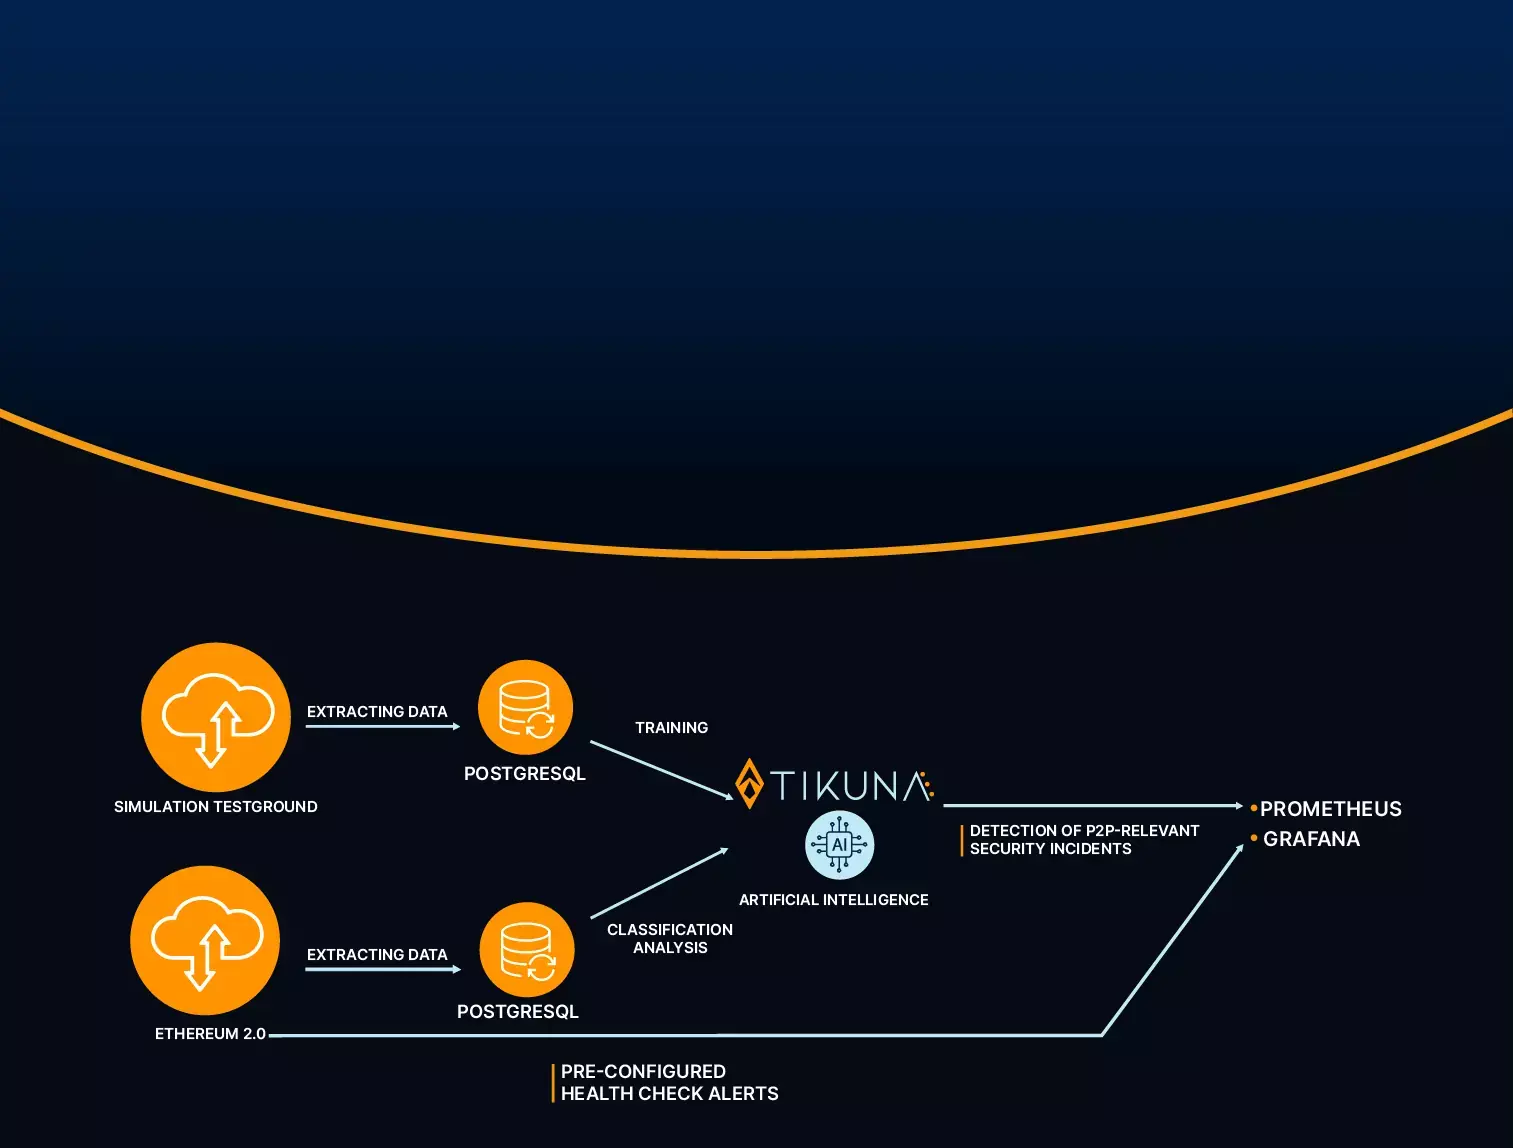 EXTRACTING DATA
TRAINING
POSTGRESQL
SIMULATION TESTGROUND
TIKUNA
AI
ARTIFICIAL INTELLIGENCE
DETECTION OF P2P-RELEVANT
SECURITY INCIDENTS
•PROMETHEUS
• GRAFANA
CLASSIFICATION
ANALYSIS
EXTRACTING DATA
POSTGRESQL
ETHEREUM 2.0
PRE-CONFIGURED
HEALTH CHECK ALERTS